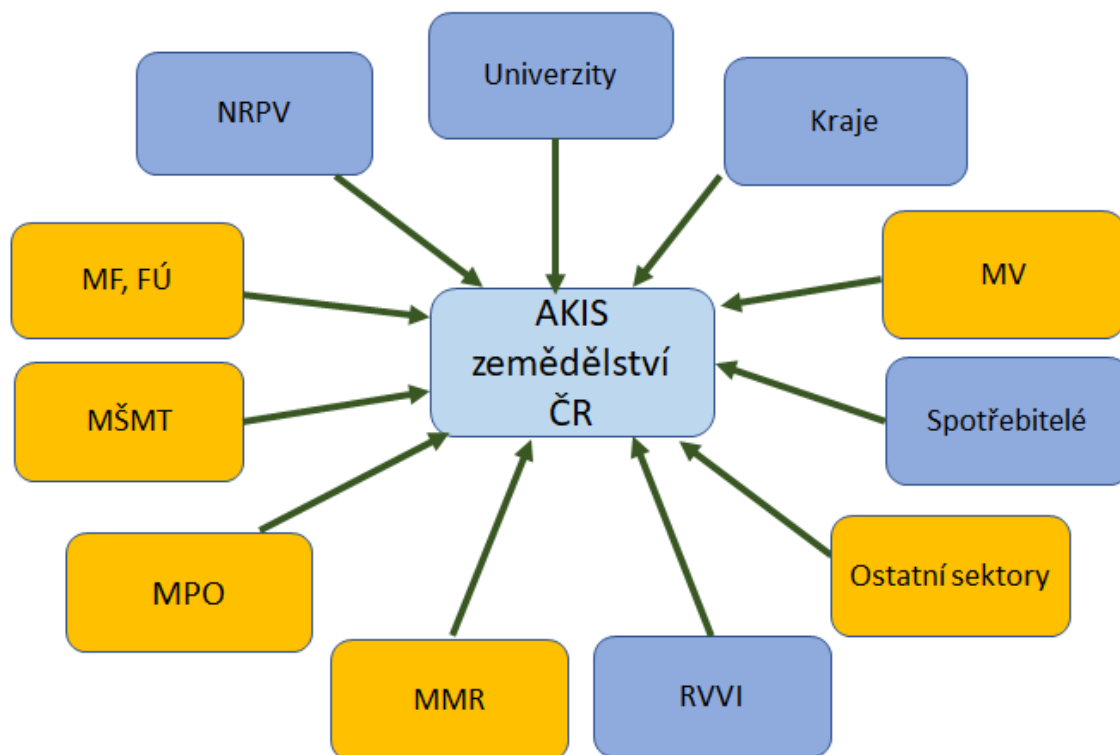 Univerzity
NRPV
Kraje
MF, FÚ
MV
AKIS
zemědělství
ČR
MŠMT
Spotřebitelé
MPO
Ostatní sektory
MMR
RVVI